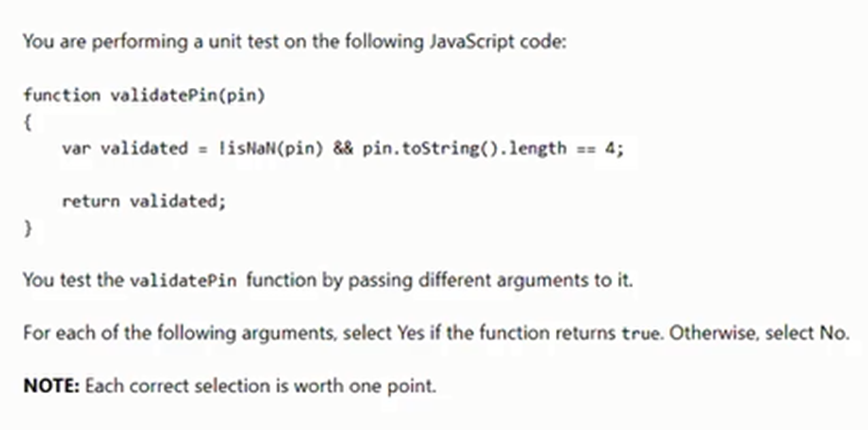 You are performing a unit test on the following JavaScript code:
function validatePin(pin)
{
var validated = !isNaN(pin) && pin.toString().length == 4;
return validated;
}
You test the validatePin function by passing different arguments to it.
For each of the following arguments, select Yes if the function returns true. Otherwise, select No.
NOTE: Each correct selection is worth one point.